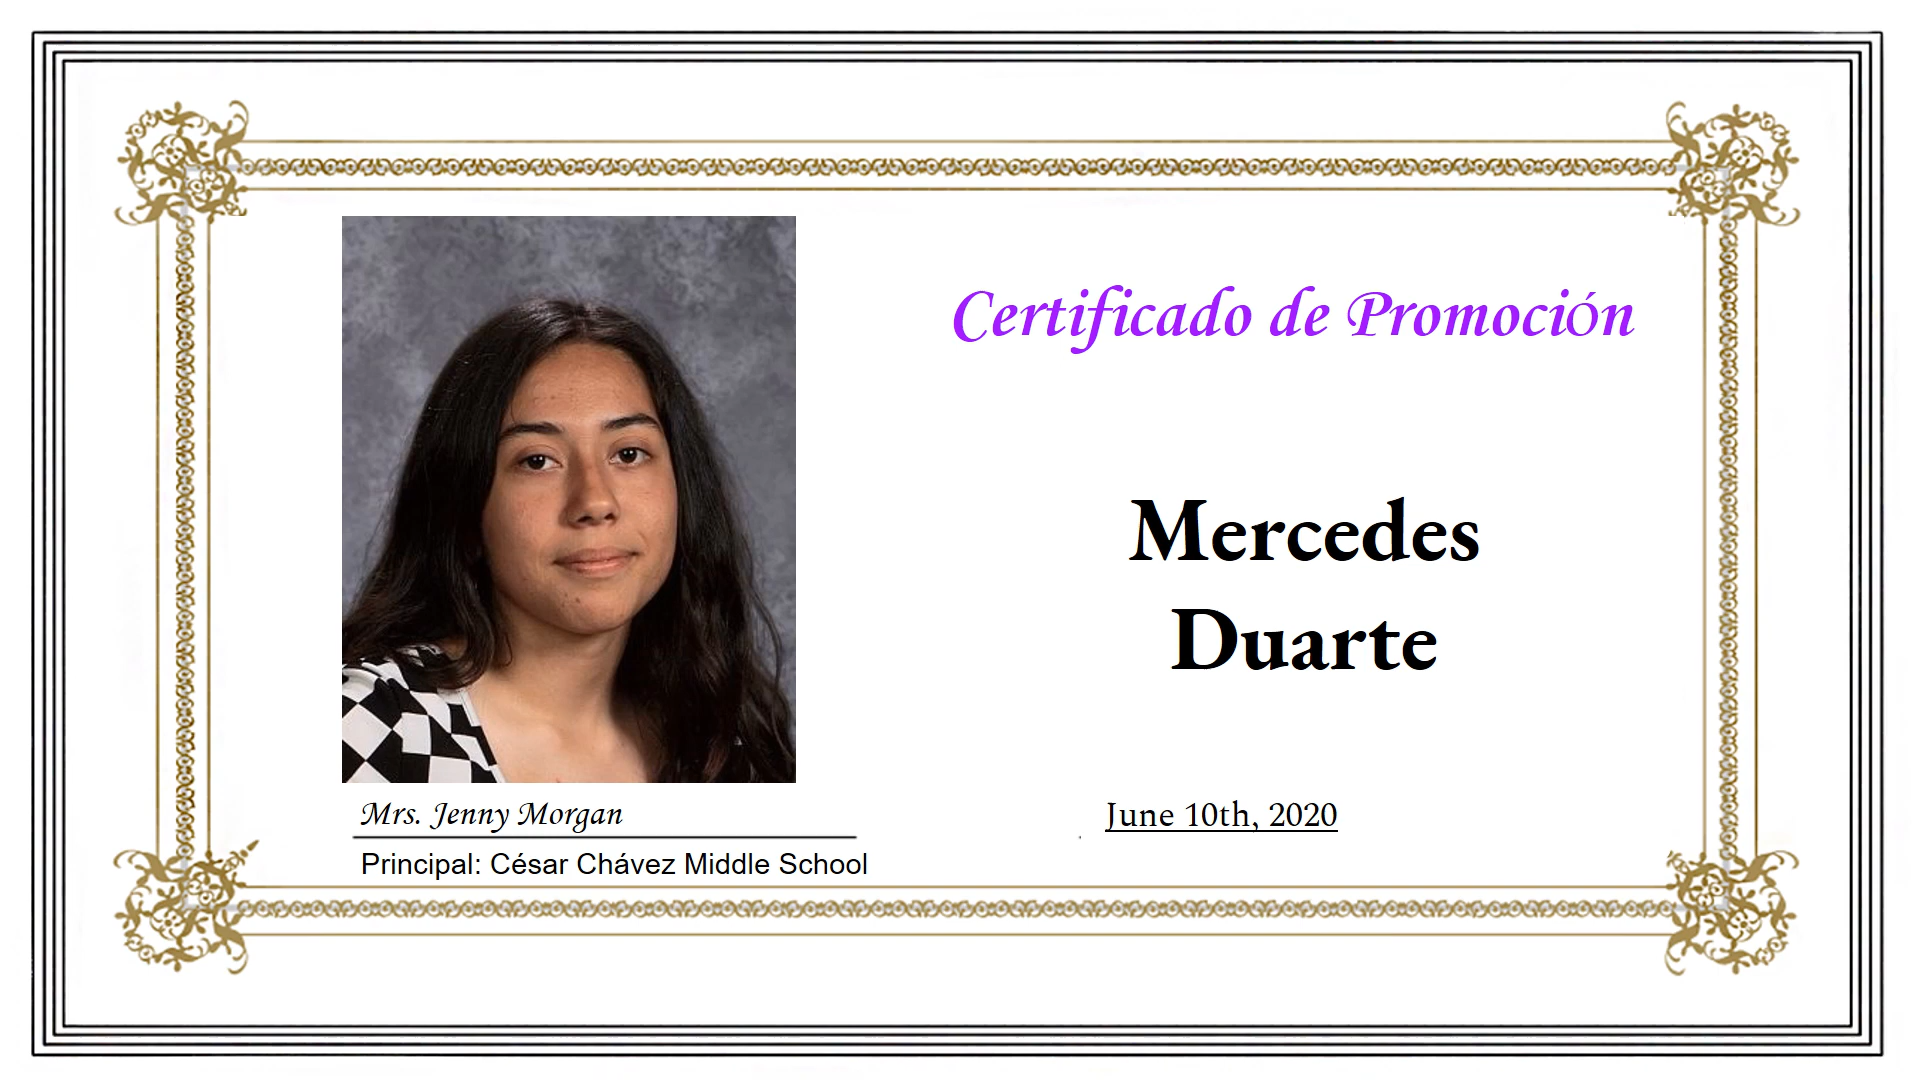 Certificado de Promoción
Mercedes
Duarte
Mrs. Jenny Morgan
June 10th, 2020
Principal: César Chávez Middle School